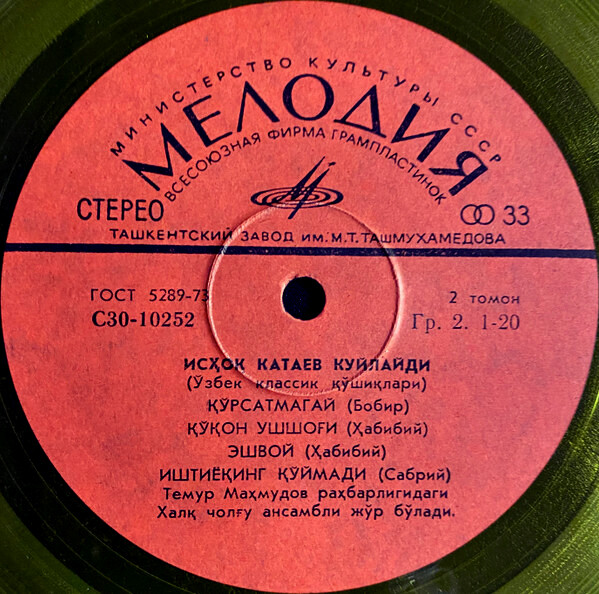 МИНИСТЕРСТВО КУЛЬТУРЫ СССР
МЕЛОДИЯ
ВСЕСОЮЗНАЯ ФИРМА ГРАМПЛАСТИНОК
СТЕРЕО
33
ТАШКЕНТСКИЙ ЗАВОД ИМ. М.Т. ТАШМУХАМЕДОВА
ГОСТ 5289-73
2 томон
С30-10252
Гр. 2. 1-20
ИСҲОҚ КАТАЕВ КУЙЛАЙДИ
(Ўзбек классик қўшиқлари)
КЎРСАТМАГАЙ (Бобир)
ҚЎҚОН УШШОҒИ (Ҳабибий)
ЭШВОЙ (Ҳабибий)
ИШТИЁҚИНГ ҚЎЙМАДИ (Сабрий)
Темур Маҳмудов раҳбарлигидаги
Халқ чолғу ансамбли жўр бўлади.